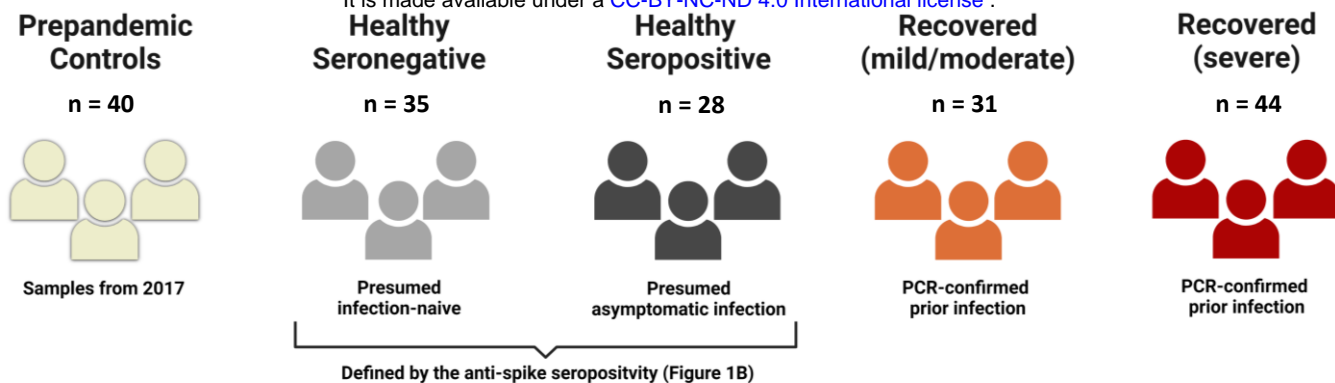 It is made available under a CC-BY-NC-ND 4.0 International license .
Prepandemic
Controls
n = 40
Samples from 2017
Healthy
Seronegative
n = 35
Presumed
infection-naive
Healthy
Seropositive
n = 28
Presumed
asymptomatic infection
Recovered
(mild/moderate)
n = 31
PCR-confirmed
prior infection
Recovered
(severe)
n = 44
PCR-confirmed
prior infection
Defined by the anti-spike seropositvity (Figure 1B)